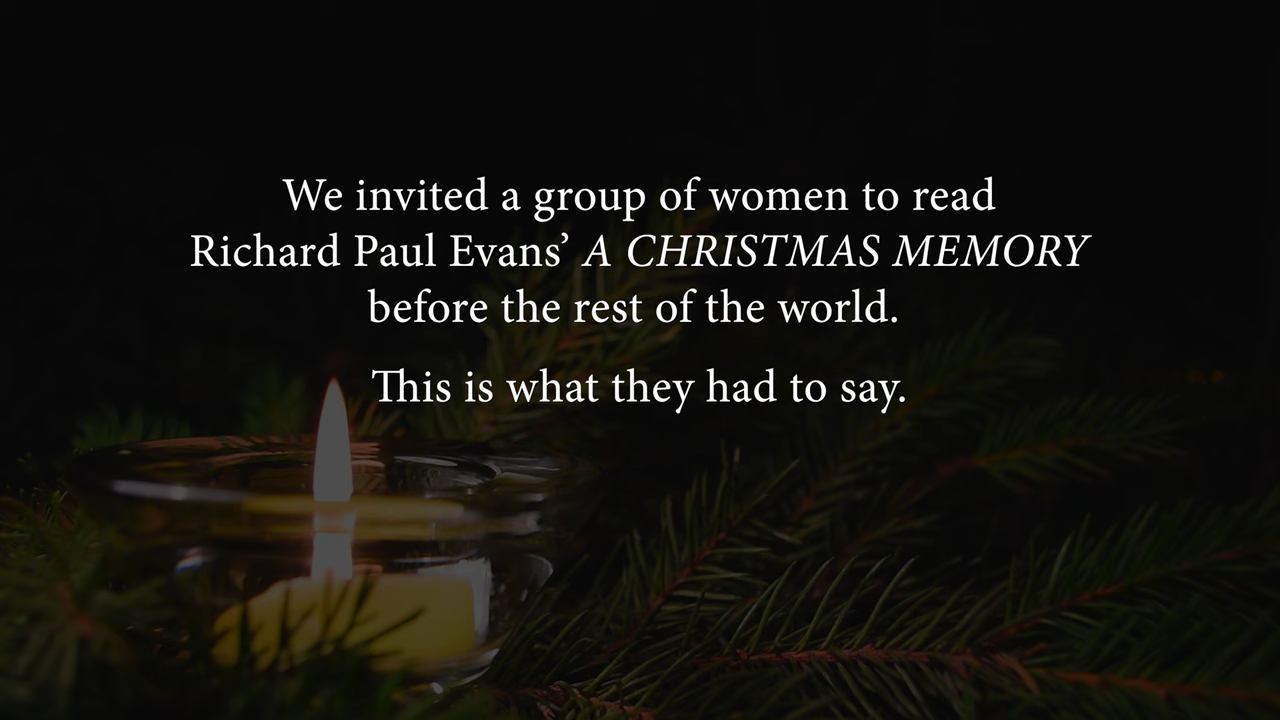 We invited a group of women to read
Richard Paul Evans’ A CHRISTMAS MEMORY
before the rest of the world.
This is what they had to say.